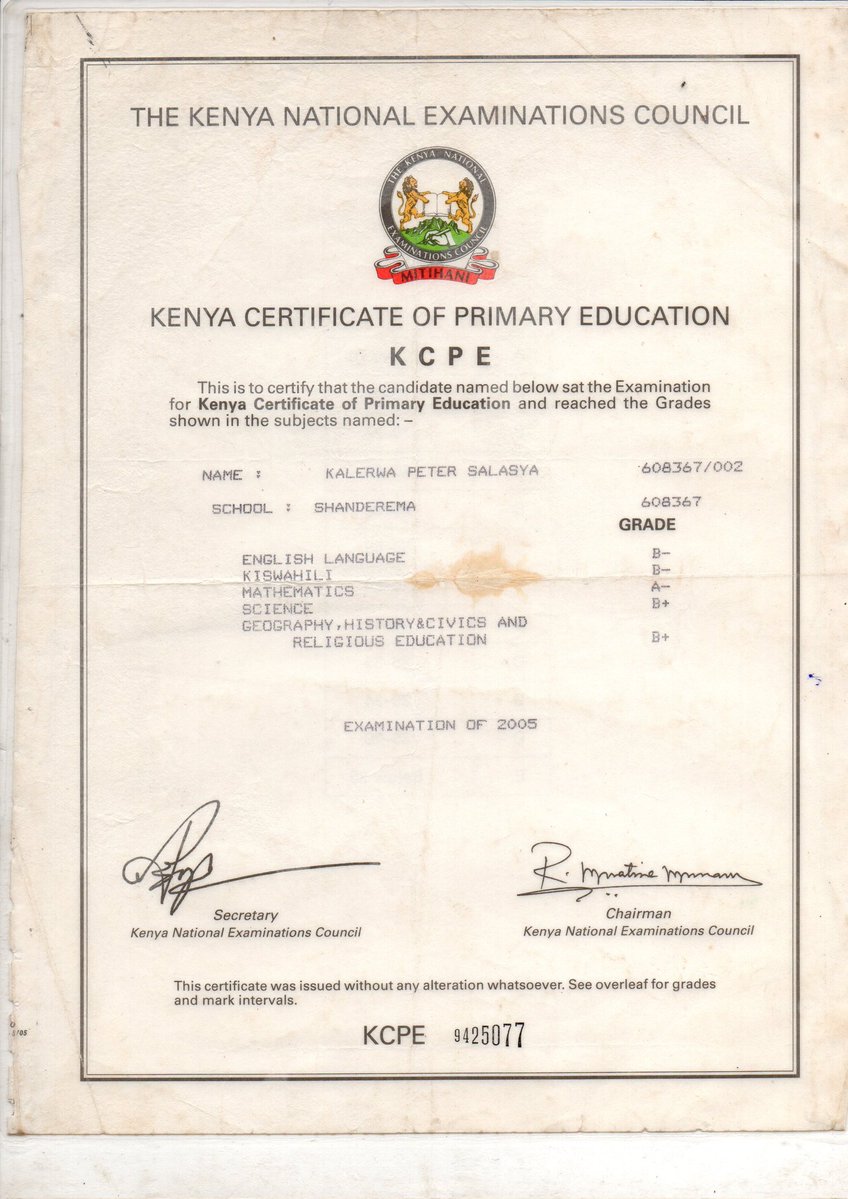 THE KENYA NATIONAL EXAMINATIONS COUNCIL
THE KENYA NATIONAL
EXAMINATIONS COUNCIL
MITIHANI
KENYA CERTIFICATE OF PRIMARY EDUCATION
KCPE
This is to certify that the candidate named below sat the Examination
for Kenya Certificate of Primary Education and reached the Grades
shown in the subjects named: –
NAME : KALERWA PETER SALASYA 608367/002
SCHOOL : SHANDEREMA 608367
GRADE
ENGLISH LANGUAGE B-
KISWAHILI B-
MATHEMATICS A-
SCIENCE B+
GEOGRAPHY,HISTORY&CIVICS AND
RELIGIOUS EDUCATION B+
EXAMINATION OF 2005
Secretary
Kenya National Examinations Council
R.
Chairman
Kenya National Examinations Council
This certificate was issued without any alteration whatsoever. See overleaf for grades
and mark intervals.
KCPE 9425077